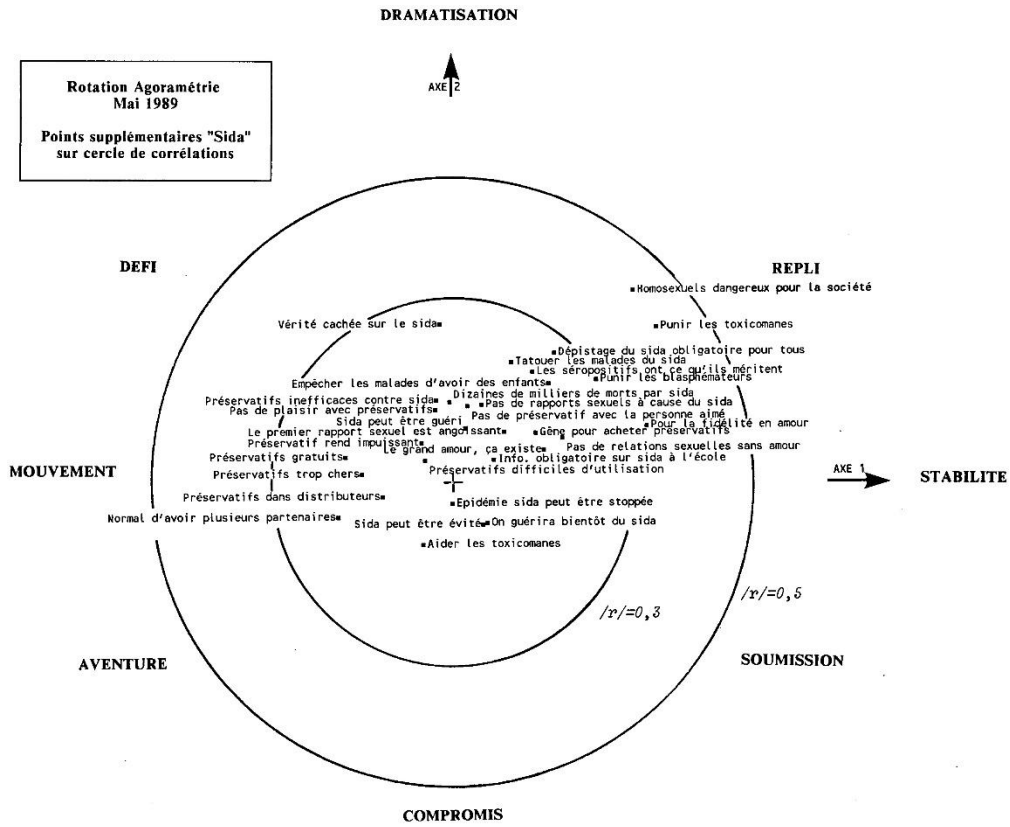 DRAMATISATION
AXE 2
Rotation Agoramétrie
Mai 1989
Points supplémentaires "Sida"
sur cercle de corrélations
DEFI
REPLI
Homosexuels dangereux pour la société
Vérité cachée sur le sida
Punir les toxicomanes
Dépistage du sida obligatoire pour tous
Tatouer les malades du sida
Les séropositifs ont ce qu'ils méritent
Punir les blasphémateurs
Empêcher les malades d'avoir des enfants
Dizaines de milliers de morts par sida
Préservatifs inefficaces contre sida
Pas de rapports sexuels à cause du sida
Pas de plaisir avec préservatifs
Pas de préservatif avec la personne aimé
Sida peut être guéri
Pour la fidélité en amour
Le premier rapport sexuel est angoissant
Gêne pour acheter préservatifs
Préservatif rend impuissant
Le grand amour, ça existe
Pas de relations sexuelles sans amour
Préservatifs gratuits
Info. obligatoire sur sida à l'école
MOUVEMENT
Préservatifs trop chers
Préservatifs difficiles d'utilisation
AXE 1
STABILITE
Préservatifs dans distributeurs
Epidémie sida peut être stoppée
Normal d'avoir plusieurs partenaires
Sida peut être évité
On guérira bientôt du sida
Aider les toxicomanes
/r/=0,3
/r/=0,5
AVENTURE
SOUMISSION
COMPROMIS